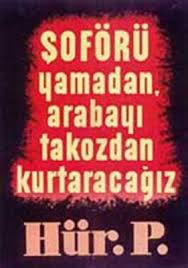 ŞOFÖRÜ
yamadan,
arabayı
takozdan
kurtaracağız
Hür. P.